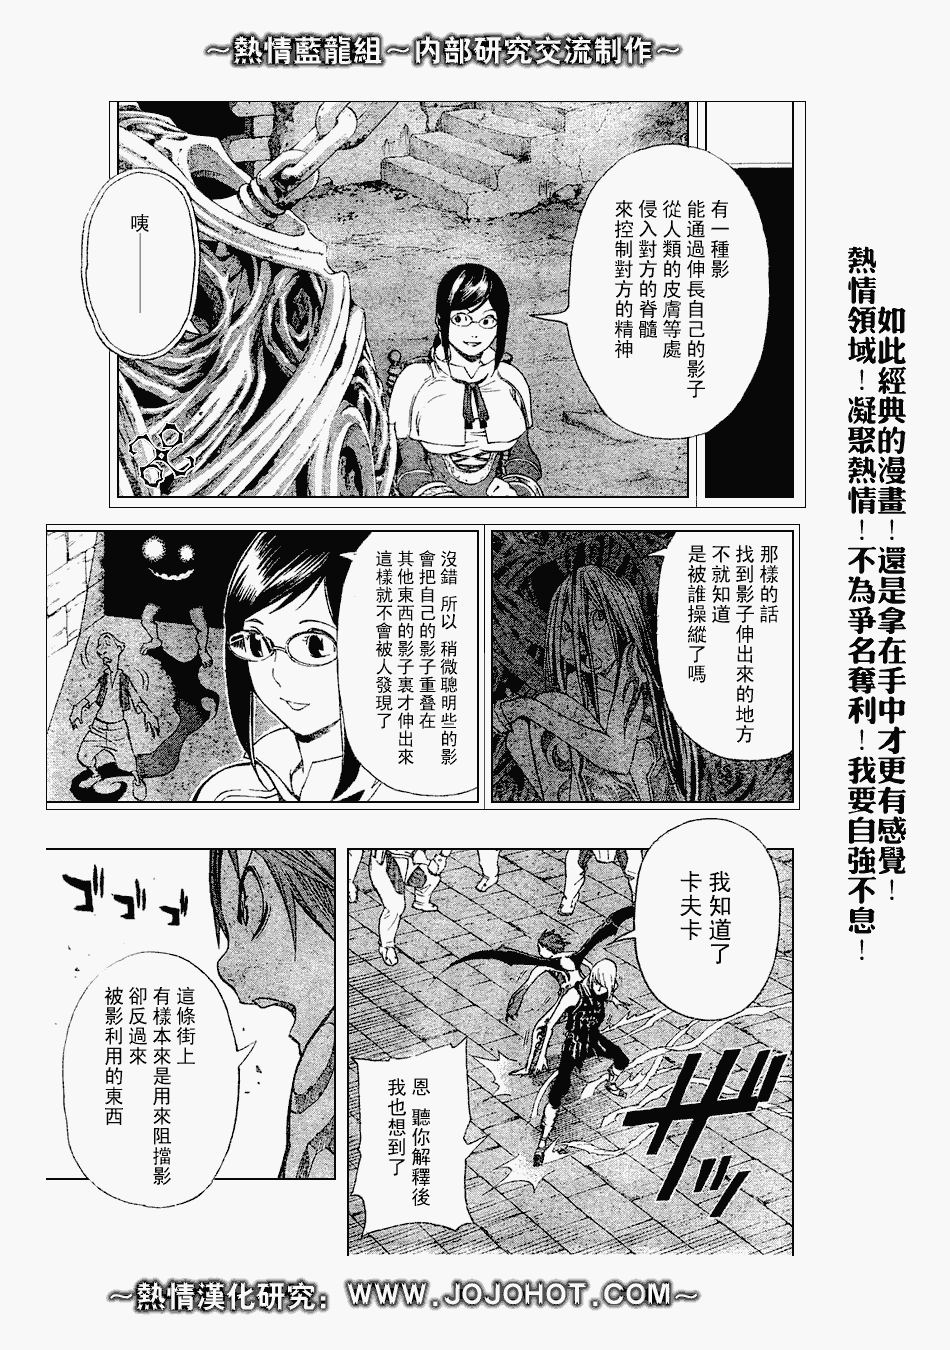 ～熱情藍龍組～内部研究交流制作～
有一種影
能通過伸長自己的影子
從人類的皮膚等處
侵入對方的脊髓
來控制對方的精神
咦——
如此經典的漫畫！還是拿在手中才更有感覺！
熱情領域！凝聚熱情！不為爭名奪利！我要自強不息！
那樣的話
找到影子伸出來的地方
不就知道
是被誰操縱了嗎
沒錯 所以 稍微聰明些的影
會把自己的影子重叠在
其他東西的影子裏才伸出來
這樣就不會被人發現了
我知道了
卡夫卡
恩 聽你解釋後
我也想到了
ゴゴ
這條街上
有樣本來是用來阻擋影
卻反過來
被影利用的東西
～熱情漢化研究：WWW.JOJOHOT.COM～